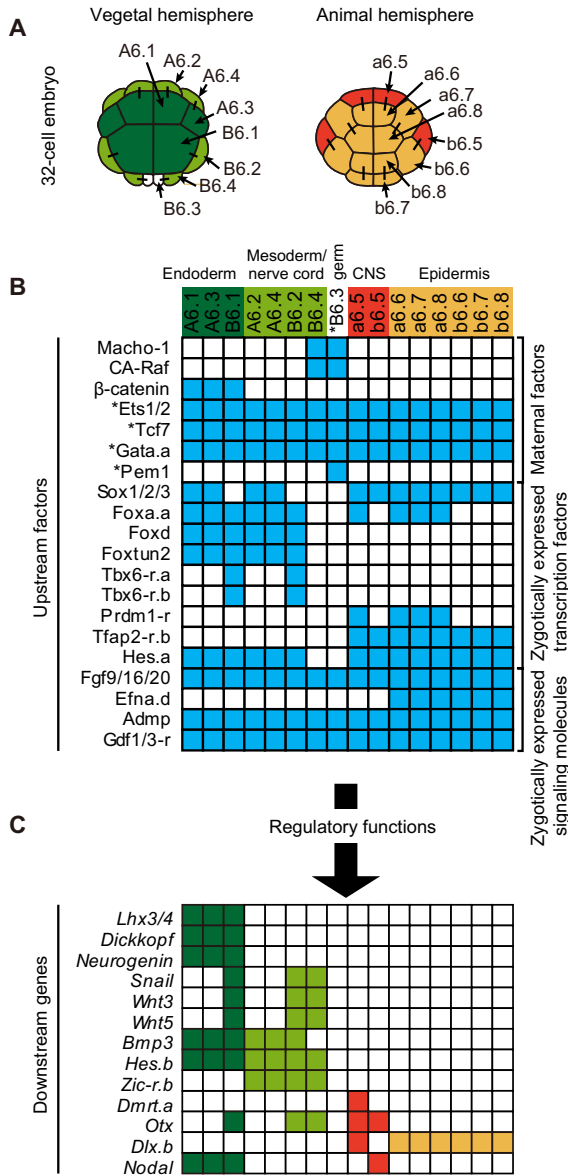 A
Vegetal hemisphere
Animal hemisphere
32-cell embryo
A6.1
A6.2
A6.4
A6.3
B6.1
B6.2
B6.4
B6.3
a6.5
a6.6
a6.7
a6.8
b6.5
b6.6
b6.8
b6.7
B
Endoderm
Mesoderm/
nerve cord
germ
CNS
Epidermis
A6.1
A6.3
B6.1
A6.2
A6.4
B6.2
B6.4
*B6.3
a6.5
b6.5
a6.6
a6.7
a6.8
b6.6
b6.7
b6.8
Upstream factors
Macho-1
CA-Raf
β-catenin
*Ets1/2
*Tcf7
*Gata.a
*Pem1
Sox1/2/3
Foxa.a
Foxd
Foxtun2
Tbx6-r.a
Tbx6-r.b
Prdm1-r
Tfap2-r.b
Hes.a
Fgf9/16/20
Efna.d
Admp
Gdf1/3-r
Maternal factors
Zygotically expressed
transcription factors
Zygotically expressed
signaling molecules
Regulatory functions
C
Downstream genes
Lhx3/4
Dickkopf
Neurogenin
Snail
Wnt3
Wnt5
Bmp3
Hes.b
Zic-r.b
Dmrt.a
Otx
Dlx.b
Nodal